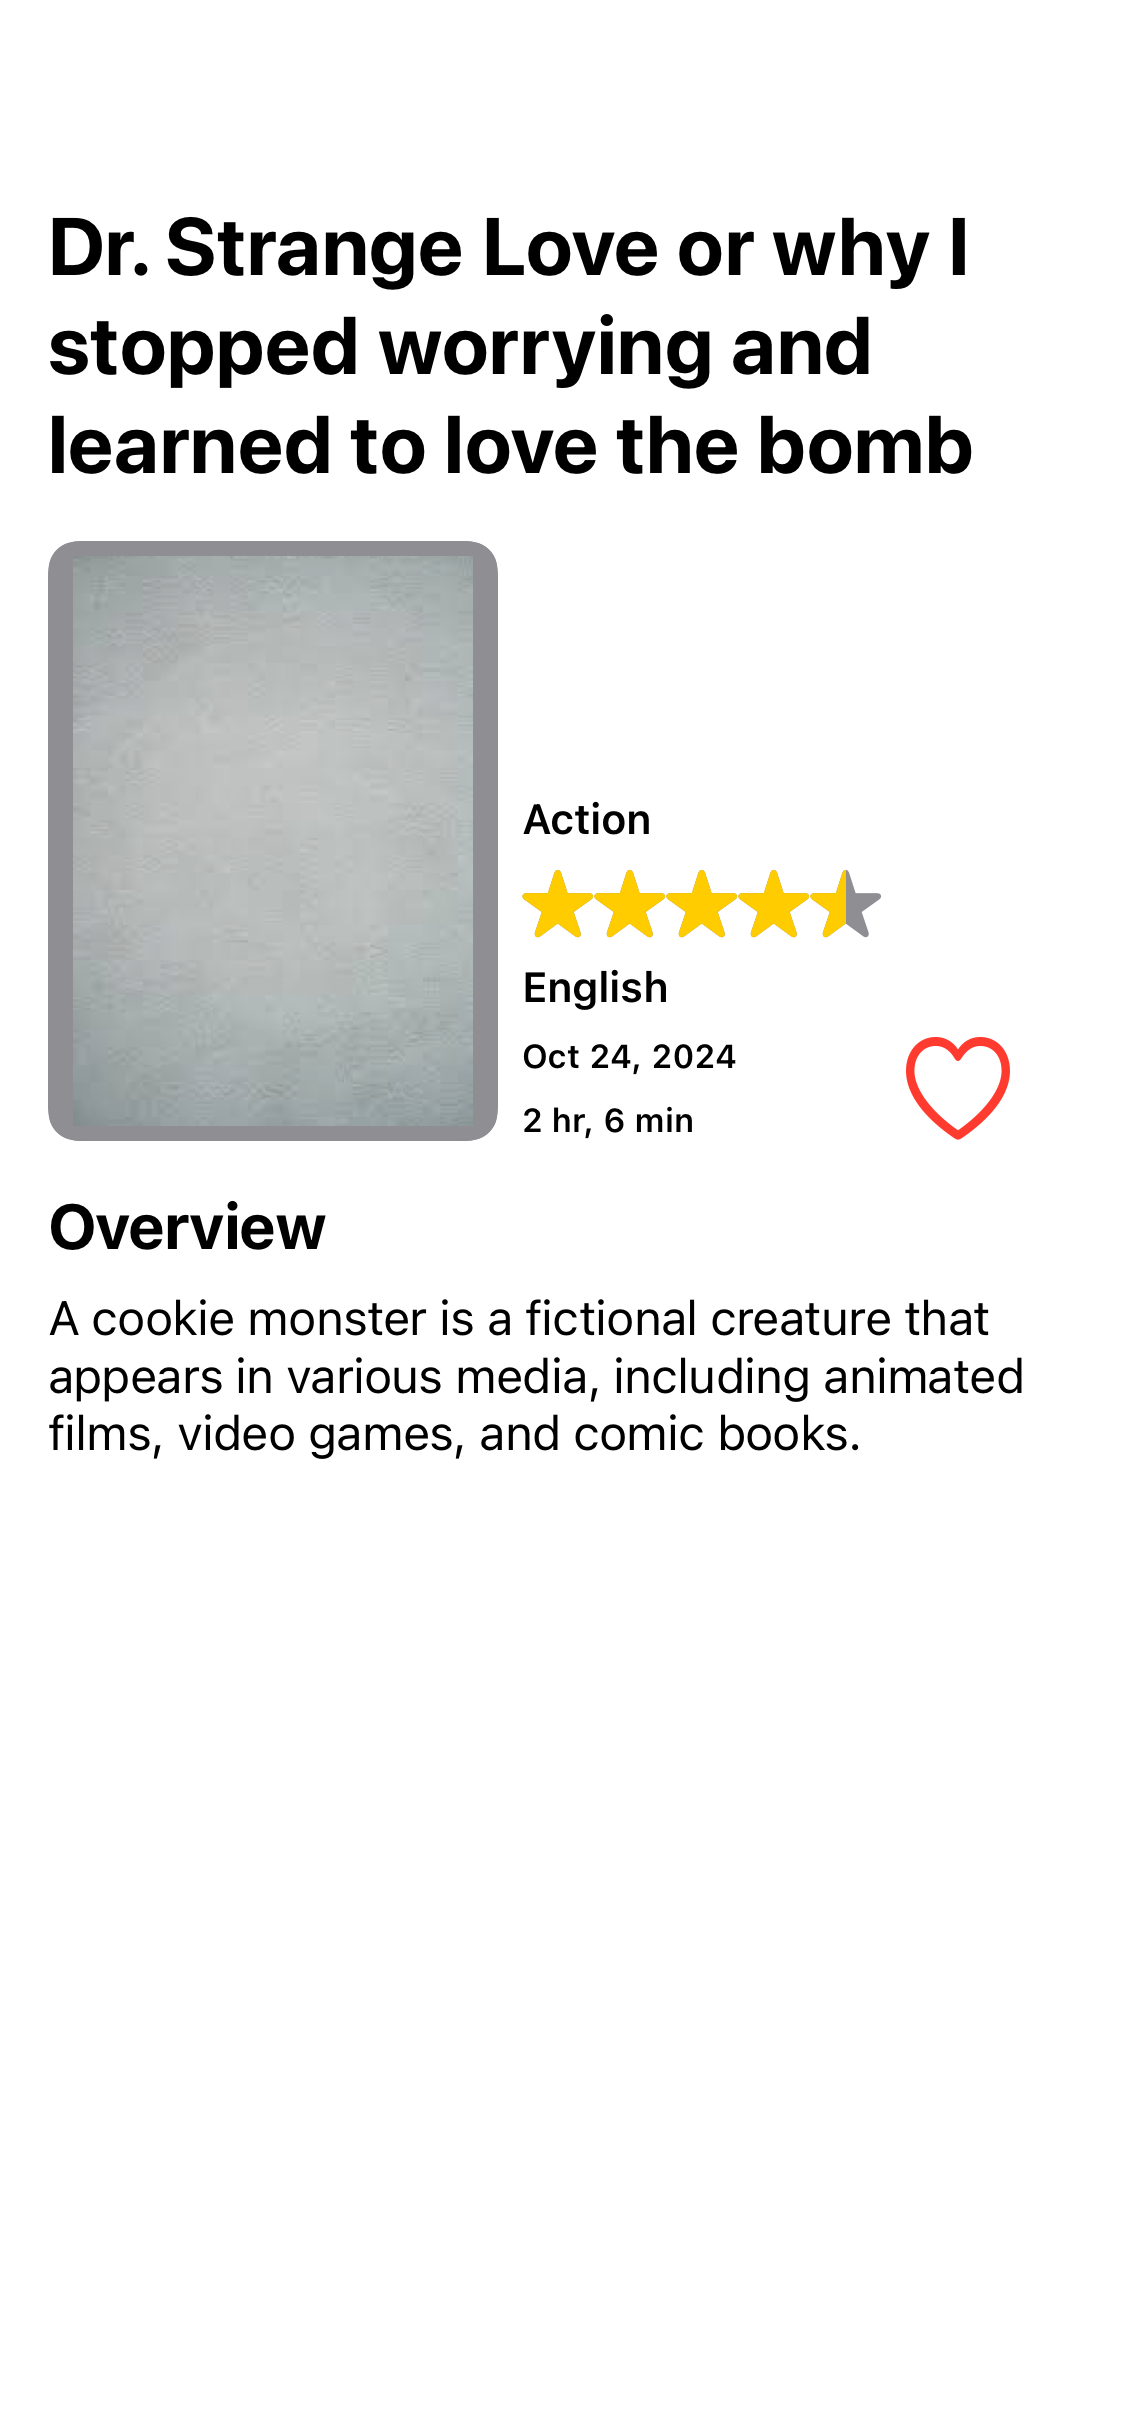 Dr. Strange Love or why I
stopped worrying and
learned to love the bomb
Action
English
Oct 24, 2024
2 hr, 6 min
Overview
A cookie monster is a fictional creature that
appears in various media, including animated
films, video games, and comic books.